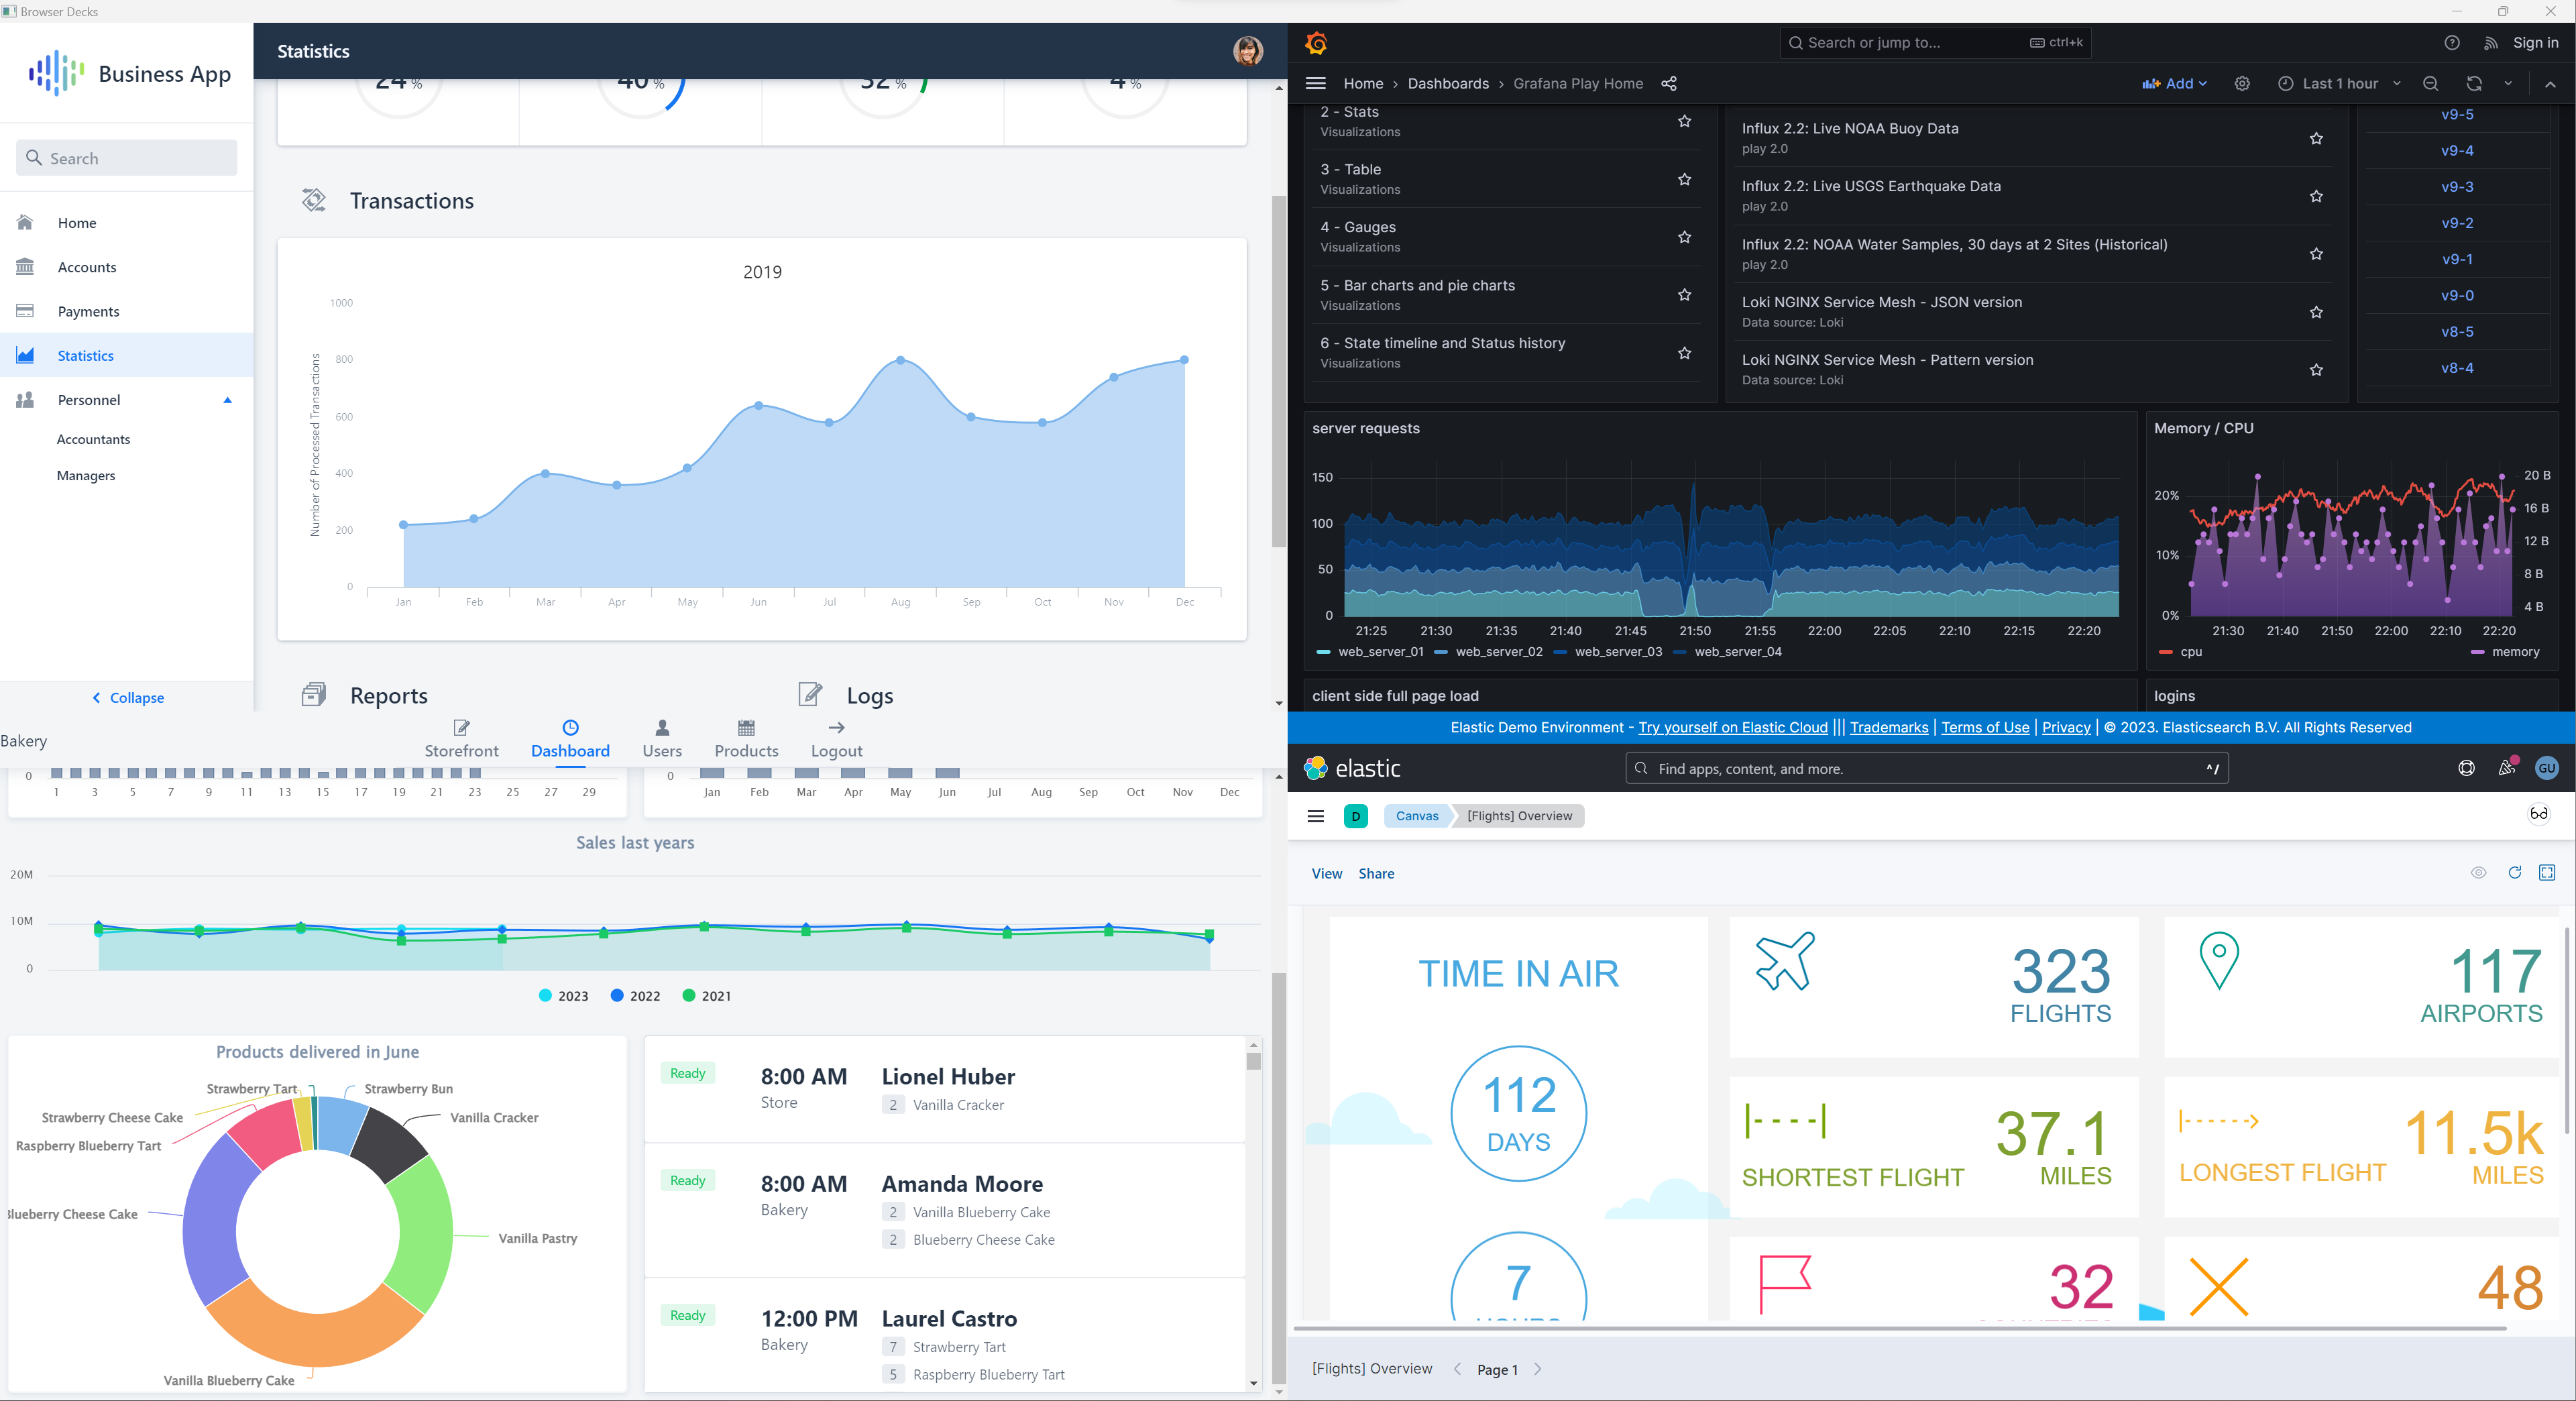 Browser Decks
Business App
Search
Home
Accounts
Payments
Statistics
Personnel
Accountants
Managers
Collapse
Statistics
24 %
40 %
32 %
4 %
Transactions
2019
Number of Processed Transactions
1000
800
600
400
200
0
Jan Feb Mar Apr May Jun Jul Aug Sep Oct Nov Dec
Reports
Logs
Search or jump to...
ctrl+k
Sign in
Home › Dashboards › Grafana Play Home
Add
Last 1 hour
2 - Stats
Visualizations
3 - Table
Visualizations
4 - Gauges
Visualizations
5 - Bar charts and pie charts
Visualizations
6 - State timeline and Status history
Visualizations
Influx 2.2: Live NOAA Buoy Data
play 2.0
Influx 2.2: Live USGS Earthquake Data
play 2.0
Influx 2.2: NOAA Water Samples, 30 days at 2 Sites (Historical)
play 2.0
Loki NGINX Service Mesh - JSON version
Data source: Loki
Loki NGINX Service Mesh - Pattern version
Data source: Loki
v9-5
v9-4
v9-3
v9-2
v9-1
v9-0
v8-5
v8-4
server requests
150
100
50
0
21:25 21:30 21:35 21:40 21:45 21:50 21:55 22:00 22:05 22:10 22:15 22:20
web_server_01 web_server_02 web_server_03 web_server_04
Memory / CPU
20%
10%
0%
20 B
16 B
12 B
8 B
4 B
21:30 21:40 21:50 22:00 22:10 22:20
cpu
memory
client side full page load
logins
Bakery
Storefront
Dashboard
Users
Products
Logout
0
1 3 5 7 9 11 13 15 17 19 21 23 25 27 29
0
Jan Feb Mar Apr May Jun Jul Aug Sep Oct Nov Dec
Sales last years
20M
10M
0
2023 2022 2021
Products delivered in June
Strawberry Tart
Strawberry Bun
Strawberry Cheese Cake
Vanilla Cracker
Raspberry Blueberry Tart
Blueberry Cheese Cake
Vanilla Pastry
Vanilla Blueberry Cake
Ready
8:00 AM
Store
Lionel Huber
2 Vanilla Cracker
Ready
8:00 AM
Bakery
Amanda Moore
2 Vanilla Blueberry Cake
2 Blueberry Cheese Cake
Ready
12:00 PM
Bakery
Laurel Castro
7 Strawberry Tart
5 Raspberry Blueberry Tart
Elastic Demo Environment - Try yourself on Elastic Cloud ||| Trademarks | Terms of Use | Privacy | © 2023. Elasticsearch B.V. All Rights Reserved
elastic
Find apps, content, and more.
^/
GU
D
Canvas
[Flights] Overview
View Share
TIME IN AIR
112
DAYS
7
HOURS
323
FLIGHTS
117
AIRPORTS
SHORTEST FLIGHT
37.1
MILES
LONGEST FLIGHT
11.5k
MILES
32
48
[Flights] Overview
Page 1